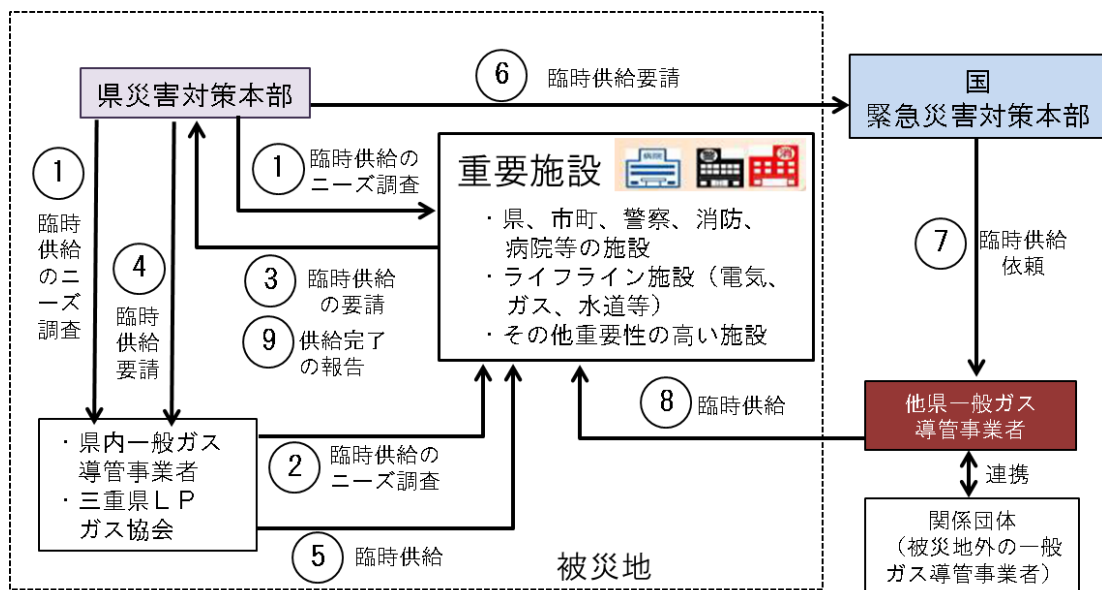 県災害対策本部
⑥ 臨時供給要請
国
緊急災害対策本部
① 臨時供給の
ニーズ調査
① 臨時供給の
ニーズ調査
重要施設
病院
警
消
・県、市町、警察、消防、
病院等の施設
・ライフライン施設（電気、
ガス、水道等）
・その他重要性の高い施設
④ 臨時
供給
要請
③ 臨時供給
の要請
⑨ 供給完了
の報告
⑦ 臨時供給
依頼
⑧ 臨時供給
他県一般ガス
導管事業者
・県内一般ガス
導管事業者
・三重県ＬＰ
ガス協会
② 臨時供給の
ニーズ調査
⑤ 臨時供給
被災地
連携
関係団体
（被災地外の一般
ガス導管事業者）